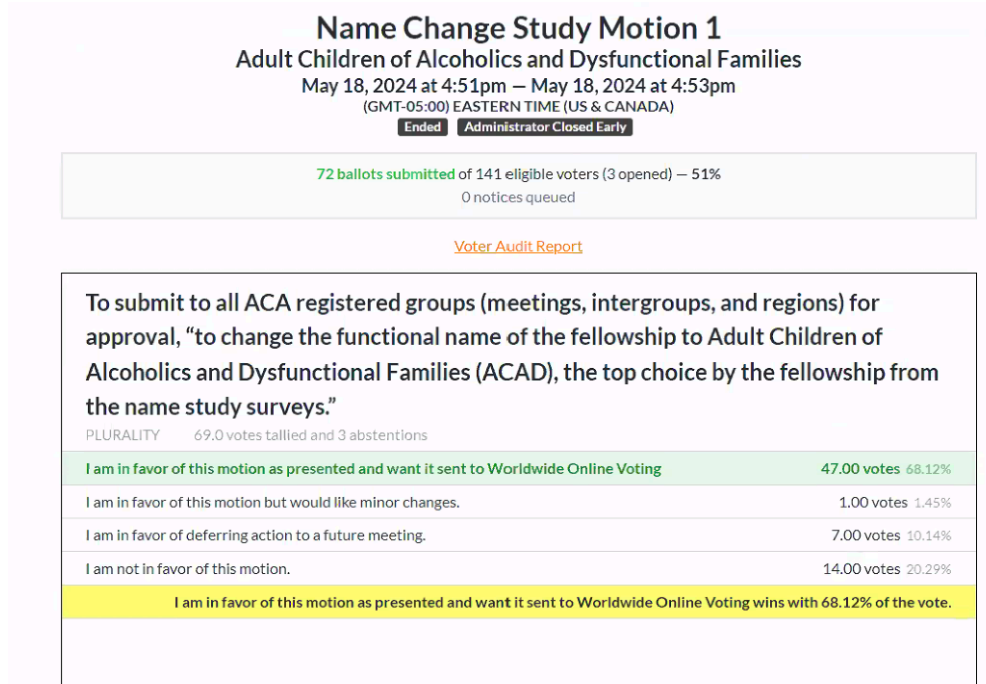 Name Change Study Motion 1
Adult Children of Alcoholics and Dysfunctional Families
May 18, 2024 at 4:51pm — May 18, 2024 at 4:53pm
(GMT-05:00) EASTERN TIME (US & CANADA)
Ended Administrator Closed Early
72 ballots submitted of 141 eligible voters (3 opened) — 51%
0 notices queued
Voter Audit Report
To submit to all ACA registered groups (meetings, intergroups, and regions) for
approval, “to change the functional name of the fellowship to Adult Children of
Alcoholics and Dysfunctional Families (ACAD), the top choice by the fellowship from
the name study surveys.”
PLURALITY 69.0 votes tallied and 3 abstentions
I am in favor of this motion as presented and want it sent to Worldwide Online Voting 47.00 votes 68.12%
I am in favor of this motion but would like minor changes. 1.00 votes 1.45%
I am in favor of deferring action to a future meeting. 7.00 votes 10.14%
I am not in favor of this motion. 14.00 votes 20.29%
I am in favor of this motion as presented and want it sent to Worldwide Online Voting wins with 68.12% of the vote.